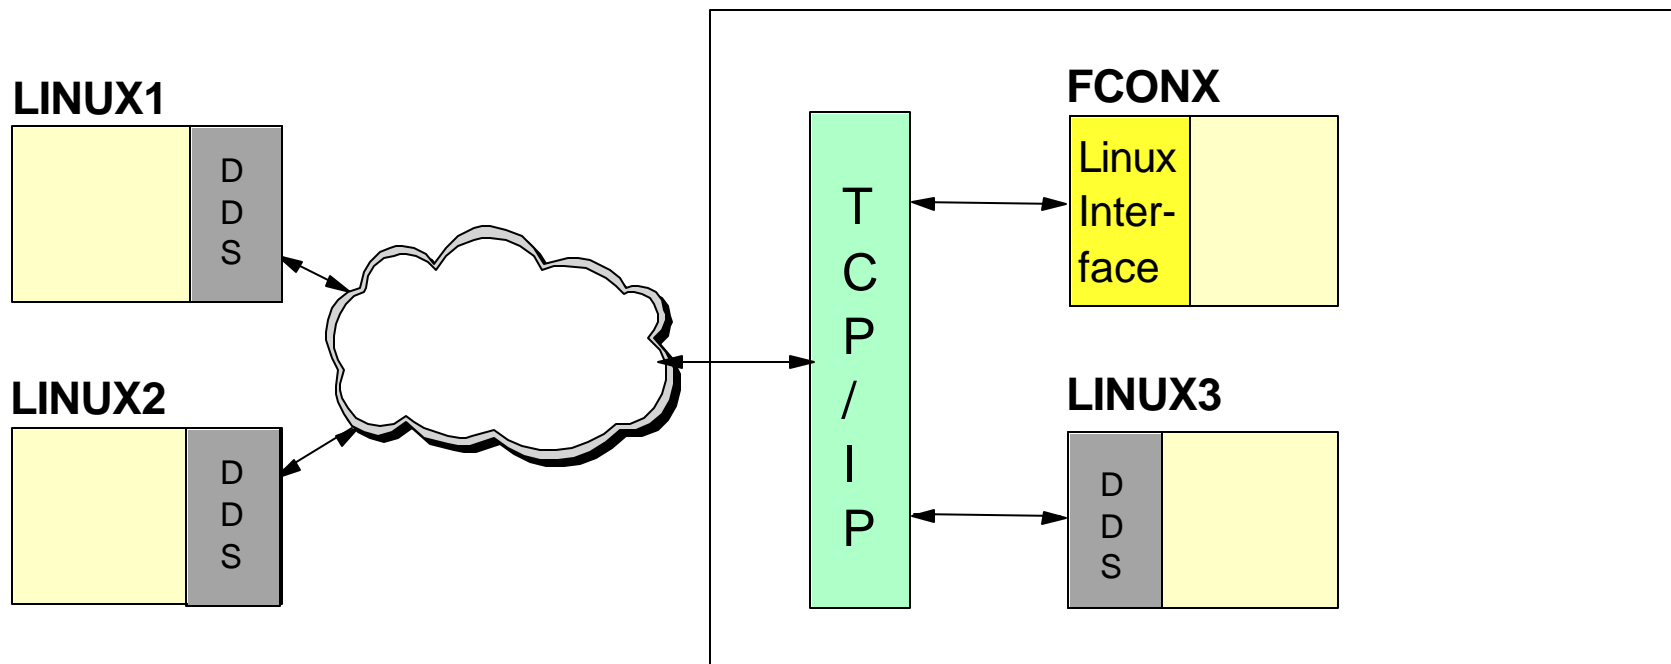 LINUX1
D
D
S
LINUX2
D
D
S
T
C
P
/
I
P
FCONX
Linux
Inter-
face
LINUX3
D
D
S